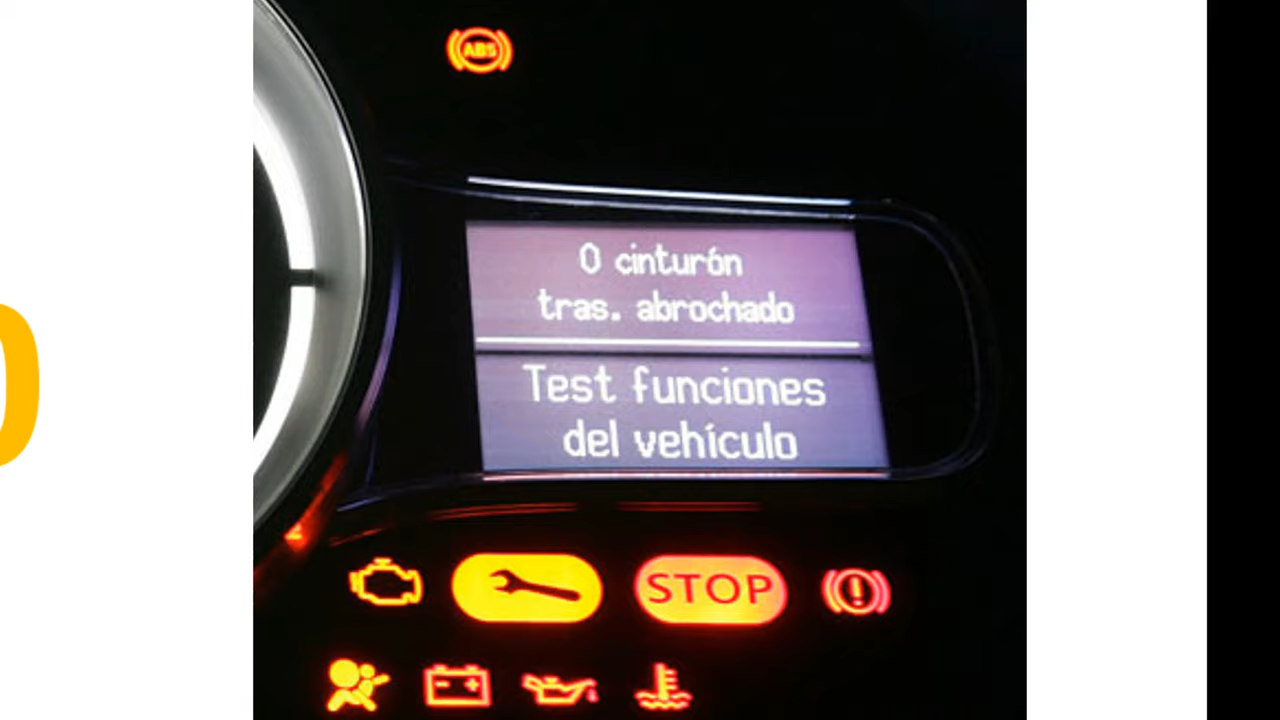 ABS
0 cinturón
tras. abrochado
Test funciones
del vehículo
STOP